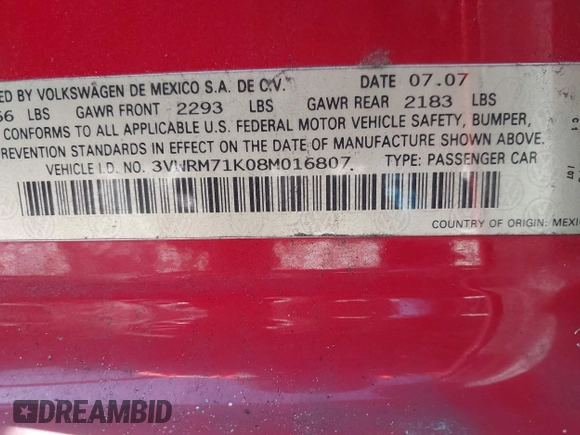 ED BY VOLKSWAGEN DE MEXICO S.A. DE C.V. DATE 07.07
66 LBS GAWR FRONT 2293 LBS GAWR REAR 2183 LBS
CONFORMS TO ALL APPLICABLE U.S. FEDERAL MOTOR VEHICLE SAFETY, BUMPER,
PREVENTION STANDARDS IN EFFECT ON THE DATE OF MANUFACTURE SHOWN ABOVE.
VEHICLE I.D. NO. 3VWRM71K08M016807. TYPE: PASSENGER CAR
COUNTRY OF ORIGIN: MEXI
DREAMBID